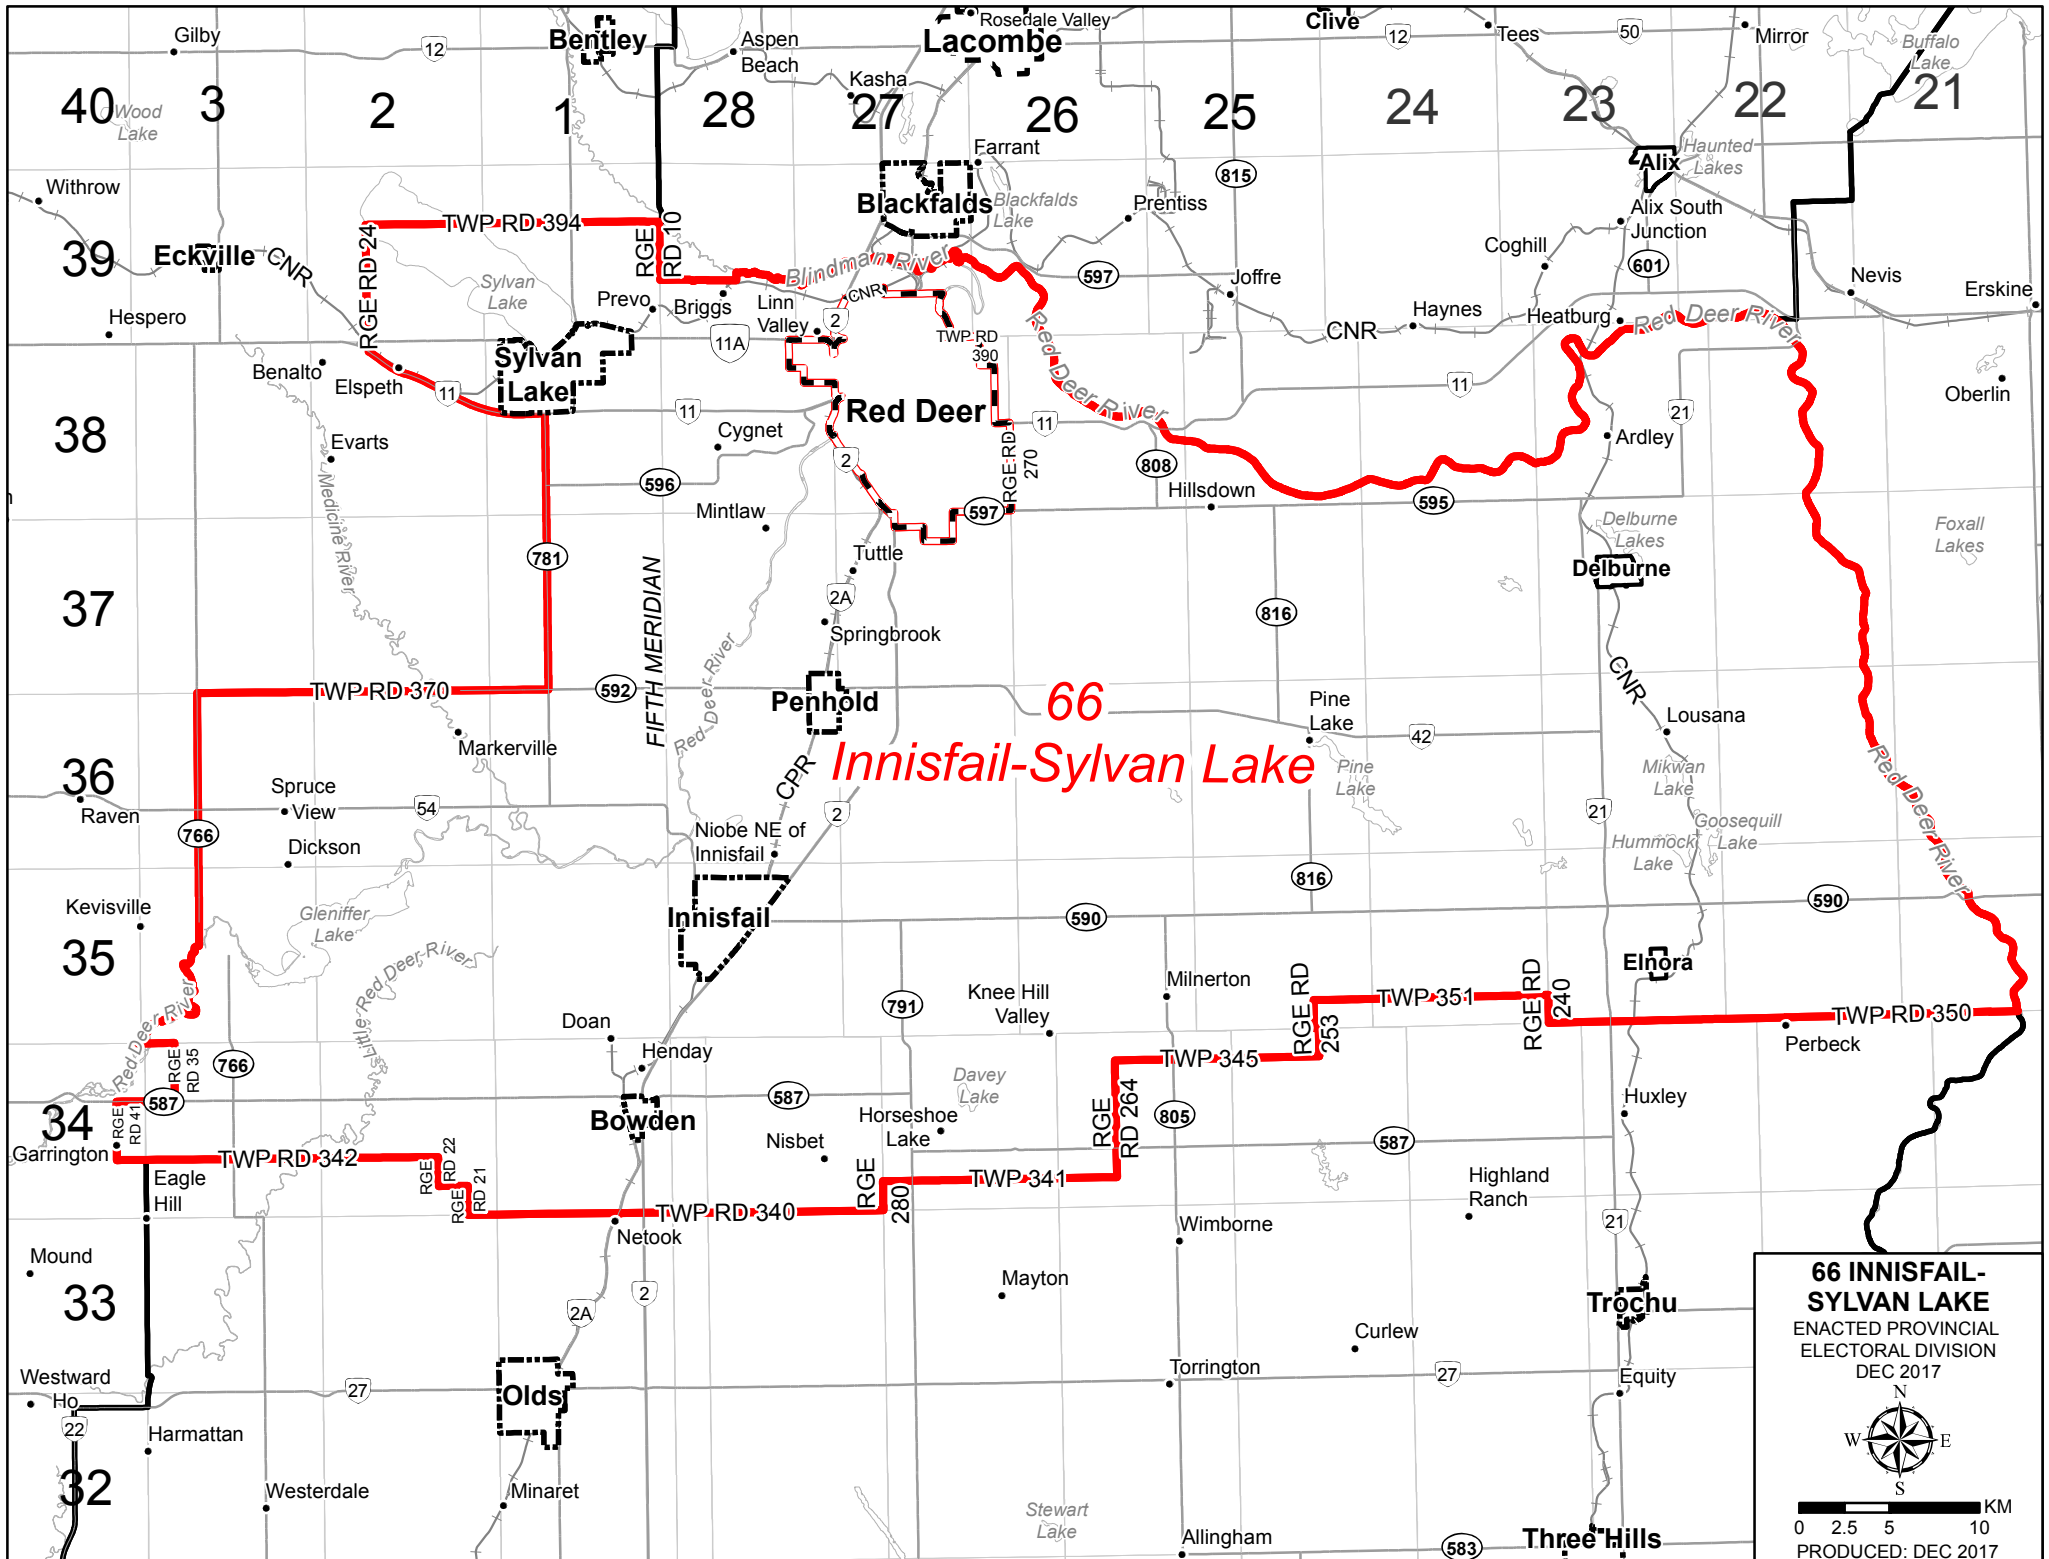 Gilby
12
Bentley
Aspen
Beach
Rosedale Valley
Lacombe
Clive
12
Tees
50
Mirror
Buffalo
Lake
Kasha
40
Wood
Lake
3
2
1
28
27
26
25
24
23
22
21
Farrant
Withrow
Blackfalds
Blackfalds
Lake
Prentiss
815
Alix
Haunted
Lakes
Alix South
Junction
TWP RD 394
RGE RD 24
RGE
RD 10
39
Eckville
CNR
Sylvan
Lake
Prevo
Briggs
Linn
Valley
Blindman River
CNR
2
597
Joffre
Coghill
601
Nevis
Erskine
Hespero
Haynes
CNR
Heatburg
Red Deer River
11A
TWP RD
390
Red Deer River
Benalto
Elspeth
11
Sylvan
Lake
11
Red Deer
11
Red Deer River
11
21
Oberlin
38
Evarts
Cygnet
2
RGE RD
270
808
Ardley
596
Hillsdown
595
Mintlaw
597
Medicine River
781
Tuttle
Delburne
Lakes
Foxall
Lakes
Delburne
37
FIFTH MERIDIAN
2A
Springbrook
816
Red Deer River
CNR
TWP RD 370
592
Penhold
66
Innisfail-Sylvan Lake
Pine
Lake
42
Lousana
Markerville
36
Raven
Spruce
View
54
CPR
Pine
Lake
Mikwan
Lake
Red Deer River
766
Dickson
Niobe NE of
Innisfail
2
21
Hummock
Lake
Goosequill
Lake
816
Kevisville
Gleniffer
Lake
Innisfail
590
590
35
Little Red Deer River
Elnora
Red Deer River
791
Knee Hill
Valley
Milnerton
RGE RD
253
TWP 351
RGE RD
240
TWP RD 350
Perbeck
Doan
Henday
RGE
RD 35
766
TWP 345
Davey
Lake
587
587
Huxley
34
RGE
RD 41
Garrington
Bowden
Horseshoe
Lake
Nisbet
RGE
RD 264
805
587
TWP RD 342
RGE
RD 22
RGE
RD 21
Eagle
Hill
RGE
280
TWP 341
Highland
Ranch
TWP RD 340
Netook
Wimborne
21
Mound
33
2
2A
Mayton
Trochu
Curlew
Westward
Ho
27
Olds
Torrington
27
Equity
22
Harmattan
32
Westerdale
Minaret
Stewart
Lake
Allingham
583
Three Hills
66 INNISFAIL-
SYLVAN LAKE
ENACTED PROVINCIAL
ELECTORAL DIVISION
DEC 2017
N
W E
S
KM
0 2.5 5 10
PRODUCED: DEC 2017